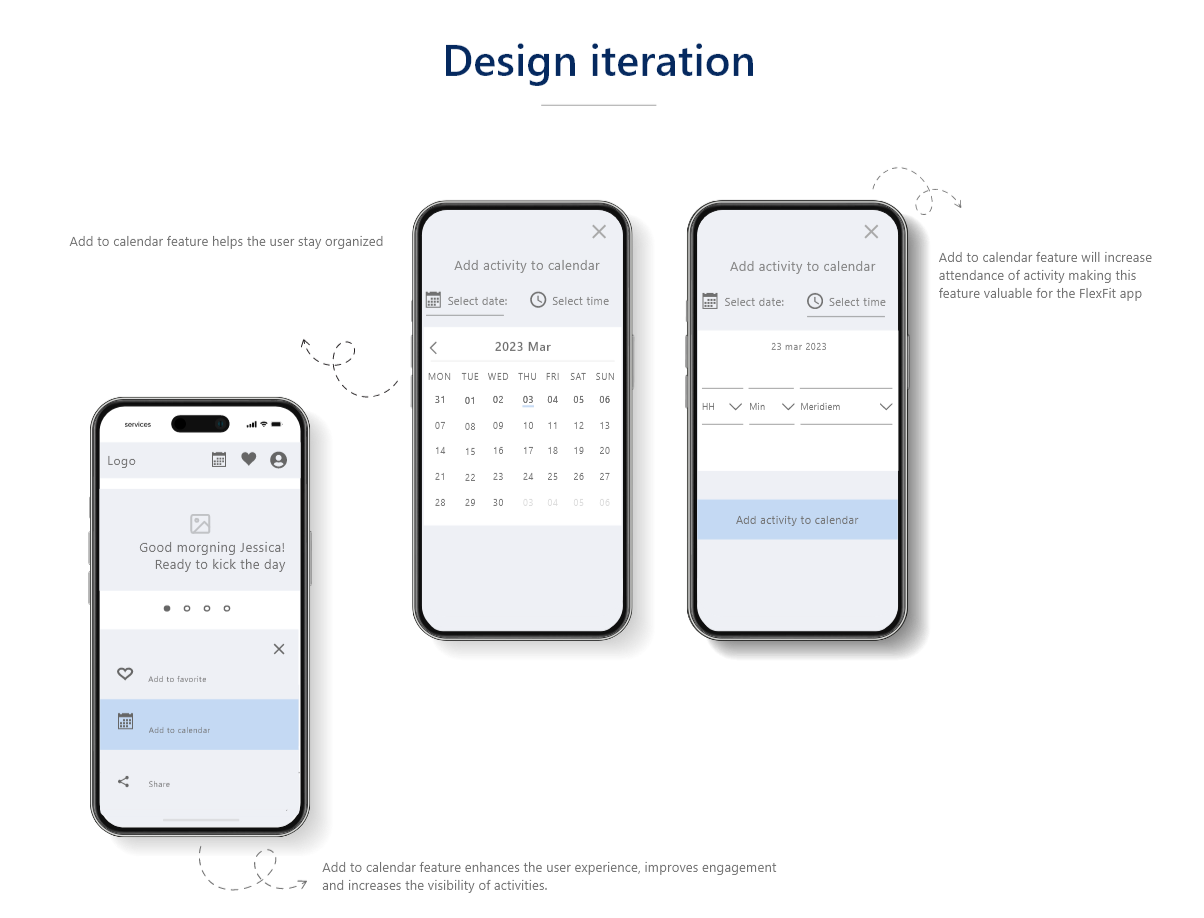 Design iteration
Add to calendar feature helps the user stay organized
Add activity to calendar
Select date: Select time
2023 Mar
MON TUE WED THU FRI SAT SUN
31 01 02 03 04 05 06
07 08 09 10 11 12 13
14 15 16 17 18 19 20
21 22 23 24 25 26 27
28 29 30 03 04 05 06
Add activity to calendar
Select date: Select time
23 mar 2023
HH Min Meridiem
Add activity to calendar
Add to calendar feature will increase
attendance of activity making this
feature valuable for the FlexFit app
services
Logo
Good morgning Jessica!
Ready to kick the day
Add to favorite
Add to calendar
Share
Add to calendar feature enhances the user experience, improves engagement
and increases the visibility of activities.